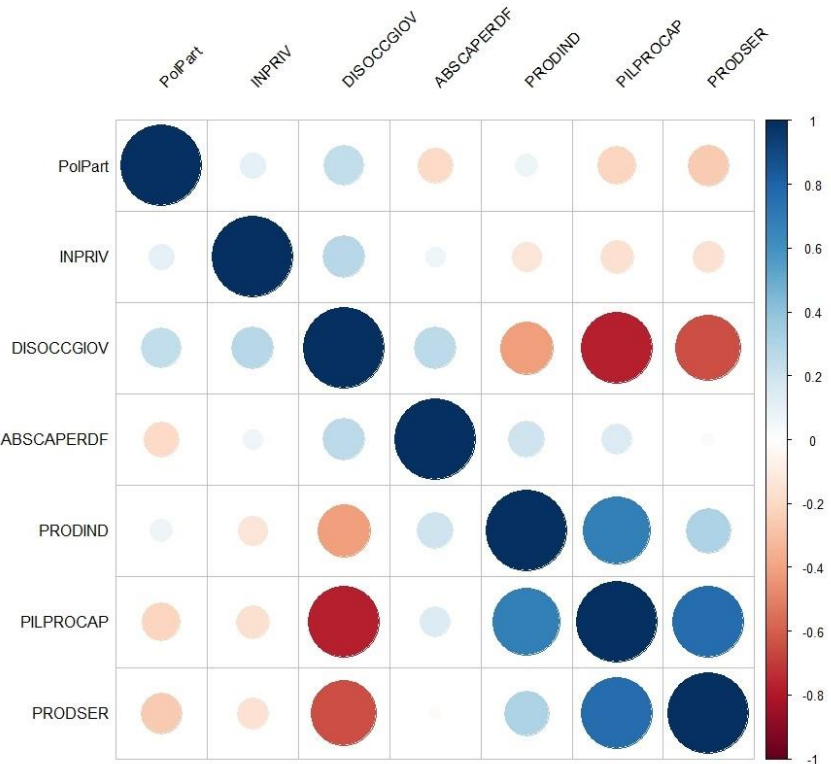 PolPart
INPRIV
DISOCCGIOV
ABSCAPERDF
PRODIND
PILPROCAP
PRODSER
PolPart
INPRIV
DISOCCGIOV
ABSCAPERDF
PRODIND
PILPROCAP
PRODSER
1
0.8
0.6
0.4
0.2
0
-0.2
-0.4
-0.6
-0.8
-1